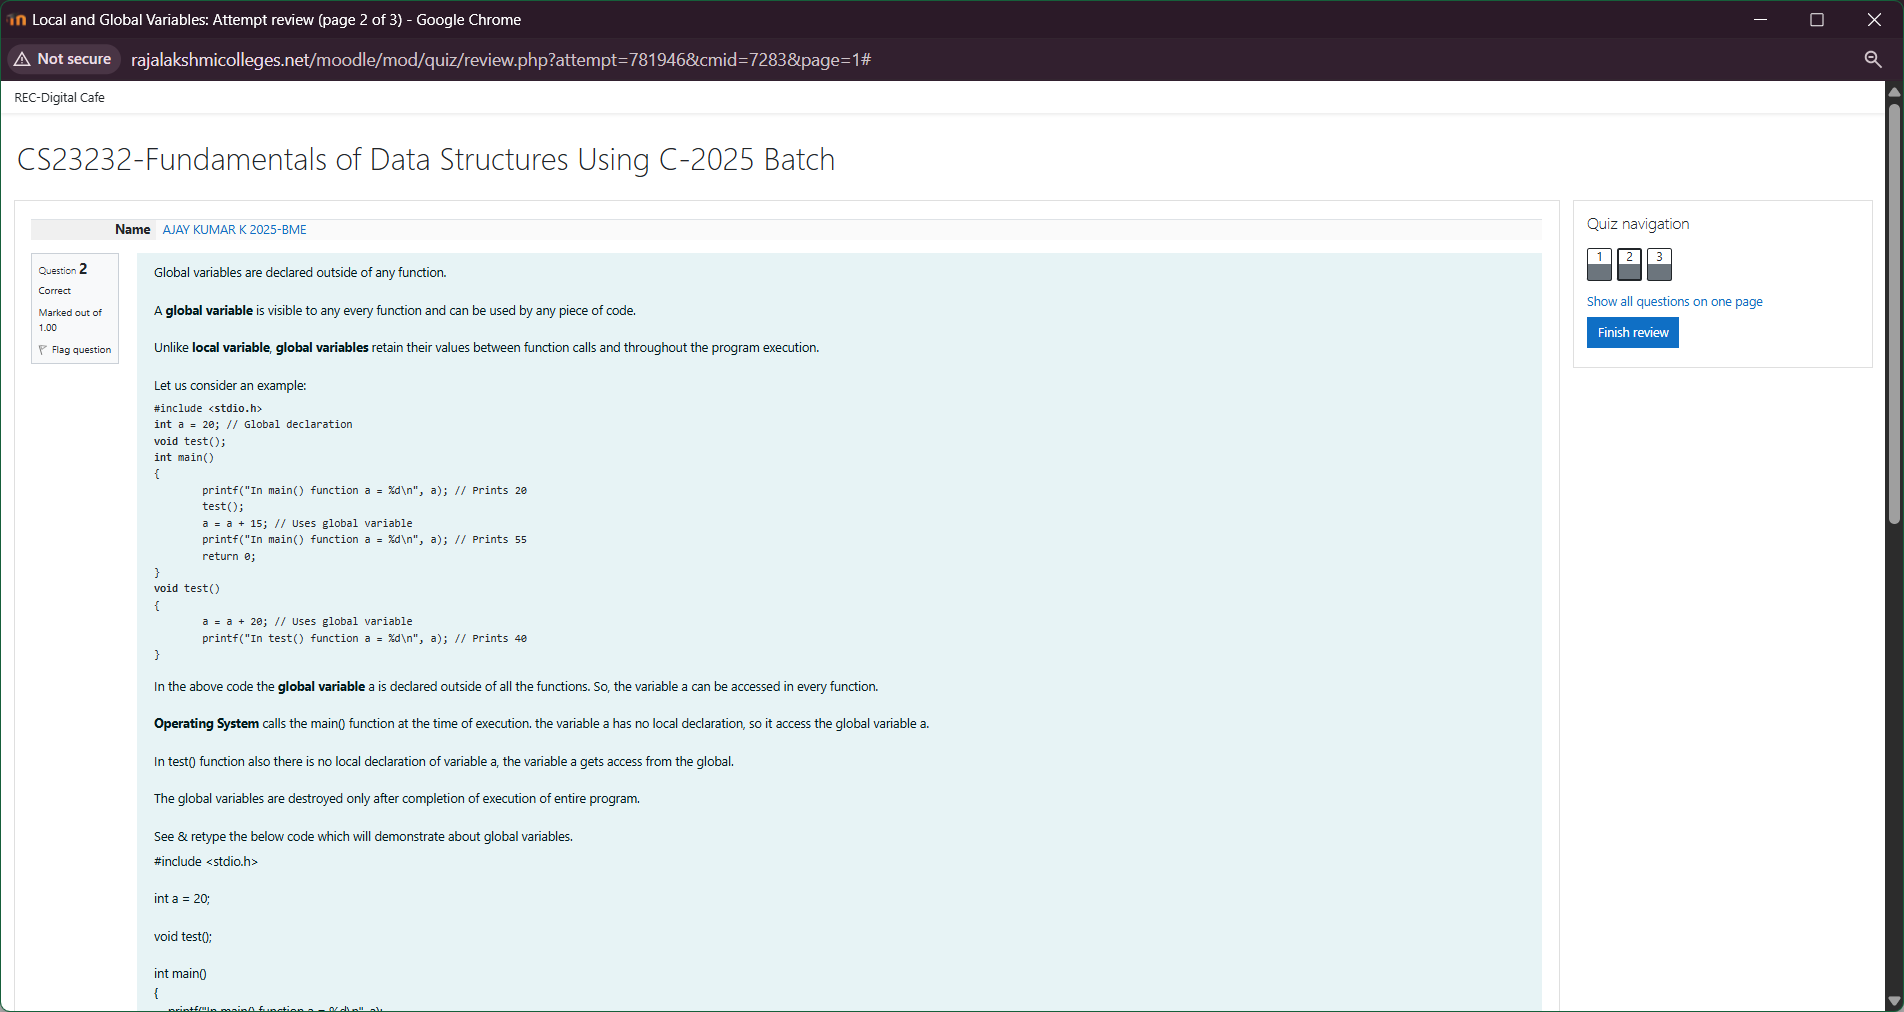 Local and Global Variables: Attempt review (page 2 of 3) - Google Chrome
Not secure rajalakshmicolleges.net/moodle/mod/quiz/review.php?attempt=781946&cmid=7283&page=1#
REC-Digital Cafe
CS23232-Fundamentals of Data Structures Using C-2025 Batch
Name AJAY KUMAR K 2025-BME
Question 2
Correct
Marked out of
1.00
Flag question
Global variables are declared outside of any function.
A global variable is visible to any every function and can be used by any piece of code.
Unlike local variable, global variables retain their values between function calls and throughout the program execution.
Let us consider an example:
#include <stdio.h>
int a = 20; // Global declaration
void test();
int main()
{
printf("In main() function a = %d\n", a); // Prints 20
test();
a = a + 15; // Uses global variable
printf("In main() function a = %d\n", a); // Prints 55
return 0;
}
void test()
{
a = a + 20; // Uses global variable
printf("In test() function a = %d\n", a); // Prints 40
}
In the above code the global variable a is declared outside of all the functions. So, the variable a can be accessed in every function.
Operating System calls the main() function at the time of execution. the variable a has no local declaration, so it access the global variable a.
In test() function also there is no local declaration of variable a, the variable a gets access from the global.
The global variables are destroyed only after completion of execution of entire program.
See & retype the below code which will demonstrate about global variables.
#include <stdio.h>
int a = 20;
void test();
int main()
{
printf("In main() function a = %d\n", a);
Quiz navigation
1 2 3
Show all questions on one page
Finish review